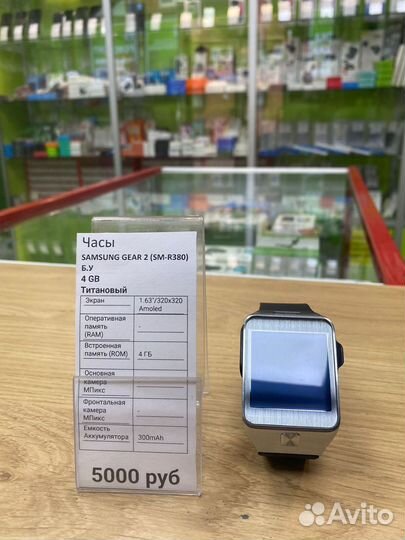 Часы
SAMSUNG GEAR 2 (SM-R380)
Б.У
4 GB
Титановый
Экран 1.63"/320x320 Amoled
Оперативная память (RAM) -
Встроенная память (ROM) 4 ГБ
Основная камера МПикс
Фронтальная камера МПикс -
Емкость Аккумулятора 300mAh
5000 руб
Avito